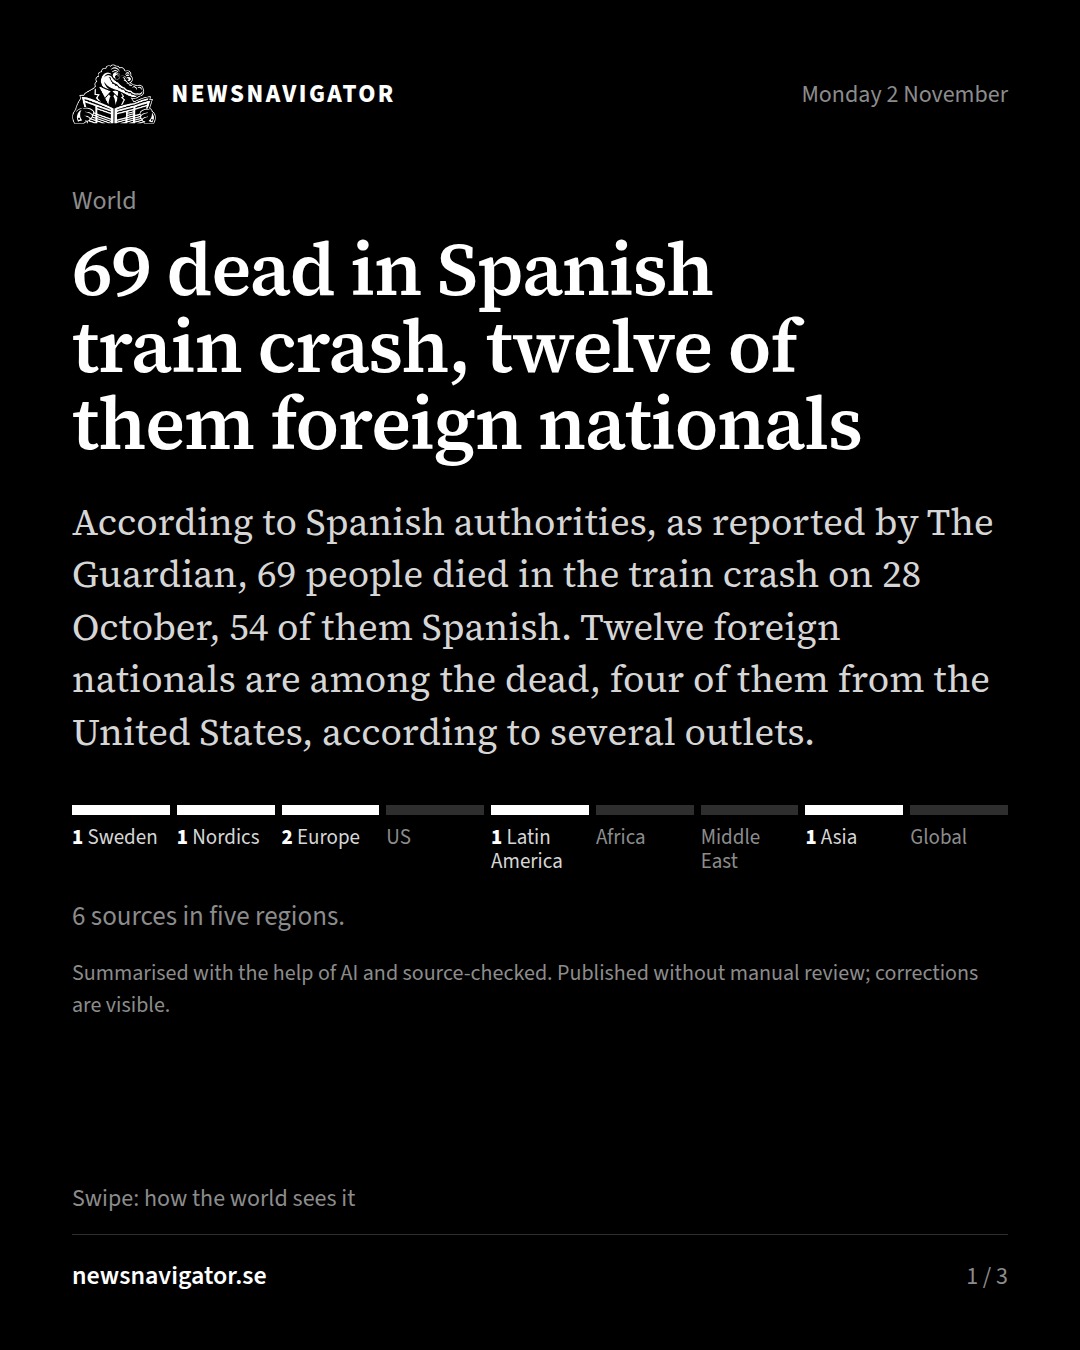 NEWSNAVIGATOR
Monday 2 November
World
69 dead in Spanish
train crash, twelve of
them foreign nationals
According to Spanish authorities, as reported by The
Guardian, 69 people died in the train crash on 28
October, 54 of them Spanish. Twelve foreign
nationals are among the dead, four of them from the
United States, according to several outlets.
1 Sweden
1 Nordics
2 Europe
US
1 Latin
America
Africa
Middle
East
1 Asia
Global
6 sources in five regions.
Summarised with the help of AI and source-checked. Published without manual review; corrections
are visible.
Swipe: how the world sees it
newsnavigator.se
1 / 3